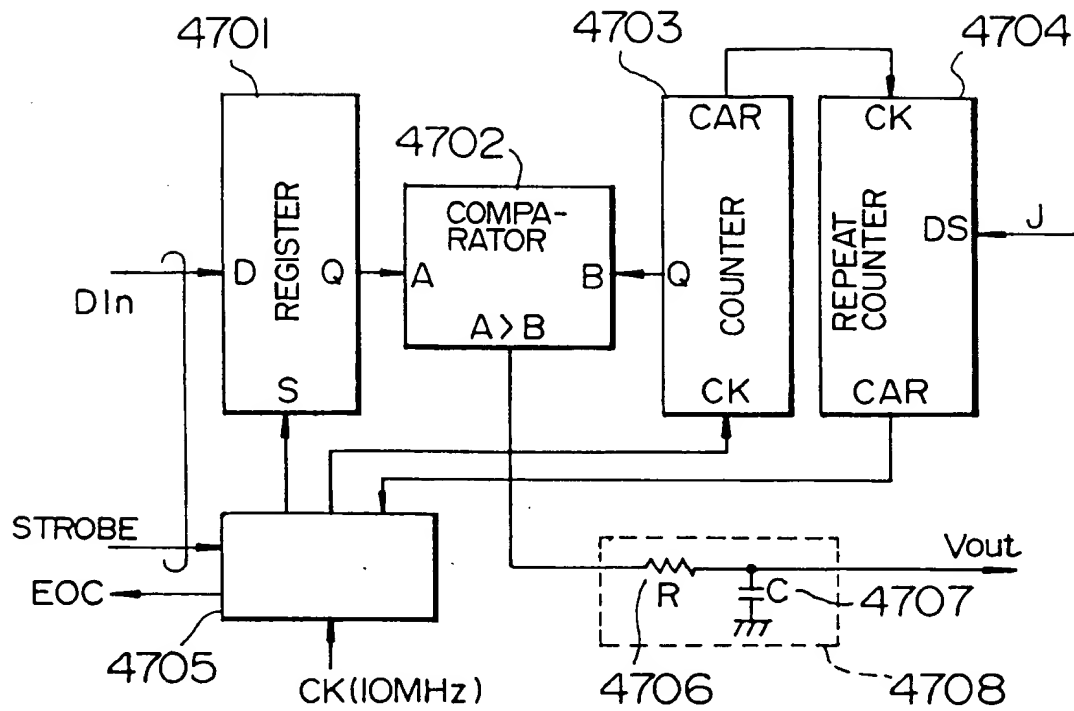 4701
4703
4704
CAR
CK
4702
REGISTER
COMPA-
RATOR
COUNTER
REPEAT
COUNTER
DS
J
DIn
D
Q
A
B
Q
A>B
S
CK
CAR
STROBE
EOC
Vout
R
C
4707
4705
CK(10MHz)
4706
4708